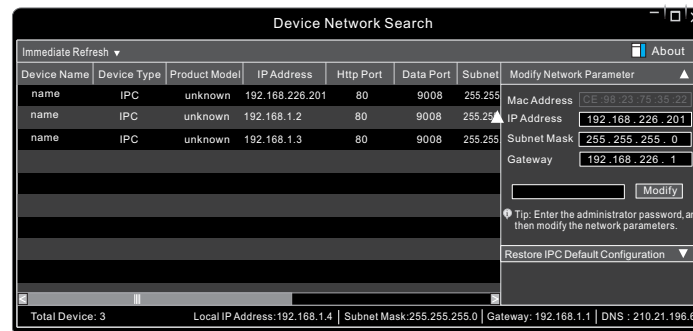 Device Network Search
Immediate Refresh ▼ About
Device Name Device Type Product Model IP Address Http Port Data Port Subnet
name IPC unknown 192.168.226.201 80 9008 255.255
name IPC unknown 192.168.1.2 80 9008 255.25
name IPC unknown 192.168.1.3 80 9008 255.255
Modify Network Parameter
Mac Address CE :98 :23 :75 :35 :22
IP Address 192 .168 . 226 . 201
Subnet Mask 255 . 255 . 255 . 0
Gateway 192 .168 . 226 . 1
Modify
Tip: Enter the administrator password,
then modify the network parameters.
Restore IPC Default Configuration ▼
Total Device: 3 Local IP Address:192.168.1.4 Subnet Mask:255.255.255.0 Gateway: 192.168.1.1 DNS : 210.21.196.6